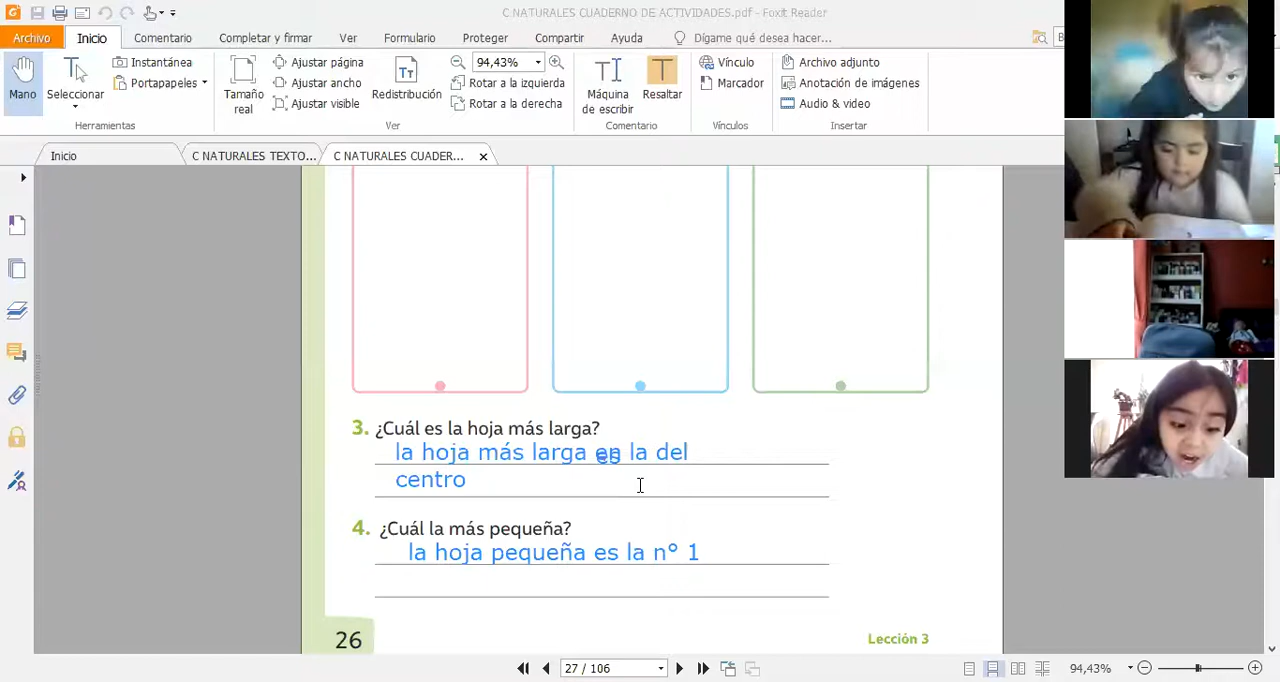 C NATURALES CUADERNO DE ACTIVIDADES.pdf - Foxit Reader
Archivo Inicio Comentario Completar y firmar Ver Formulario Proteger Compartir Ayuda Dígame qué desea hacer...
Mano
Seleccionar
Instantánea
Portapapeles
Herramientas
Tamaño real
Ajustar página
Ajustar ancho
Ajustar visible
Redistribución
94,43%
Rotar a la izquierda
Rotar a la derecha
Ver
Máquina de escribir
Resaltar
Comentario
Vínculo
Marcador
Vínculos
Archivo adjunto
Anotación de imágenes
Audio & video
Insertar
Inicio C NATURALES TEXTO... C NATURALES CUADER...
3. ¿Cuál es la hoja más larga?
la hoja más larga es la del
centro
4. ¿Cuál la más pequeña?
la hoja pequeña es la n° 1
26
Lección 3
27 / 106
94,43%